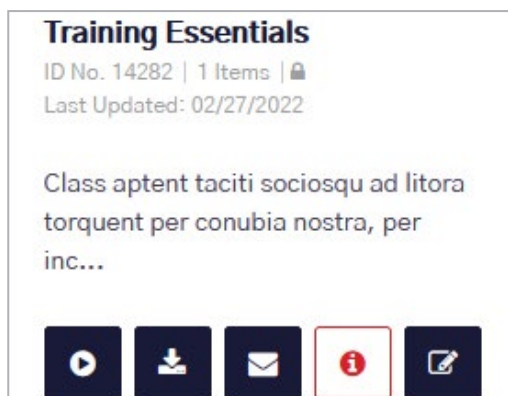 Training Essentials
ID No. 14282 | 1 Items |
Last Updated: 02/27/2022
Class aptent taciti sociosqu ad litora
torquent per conubia nostra, per
inc...